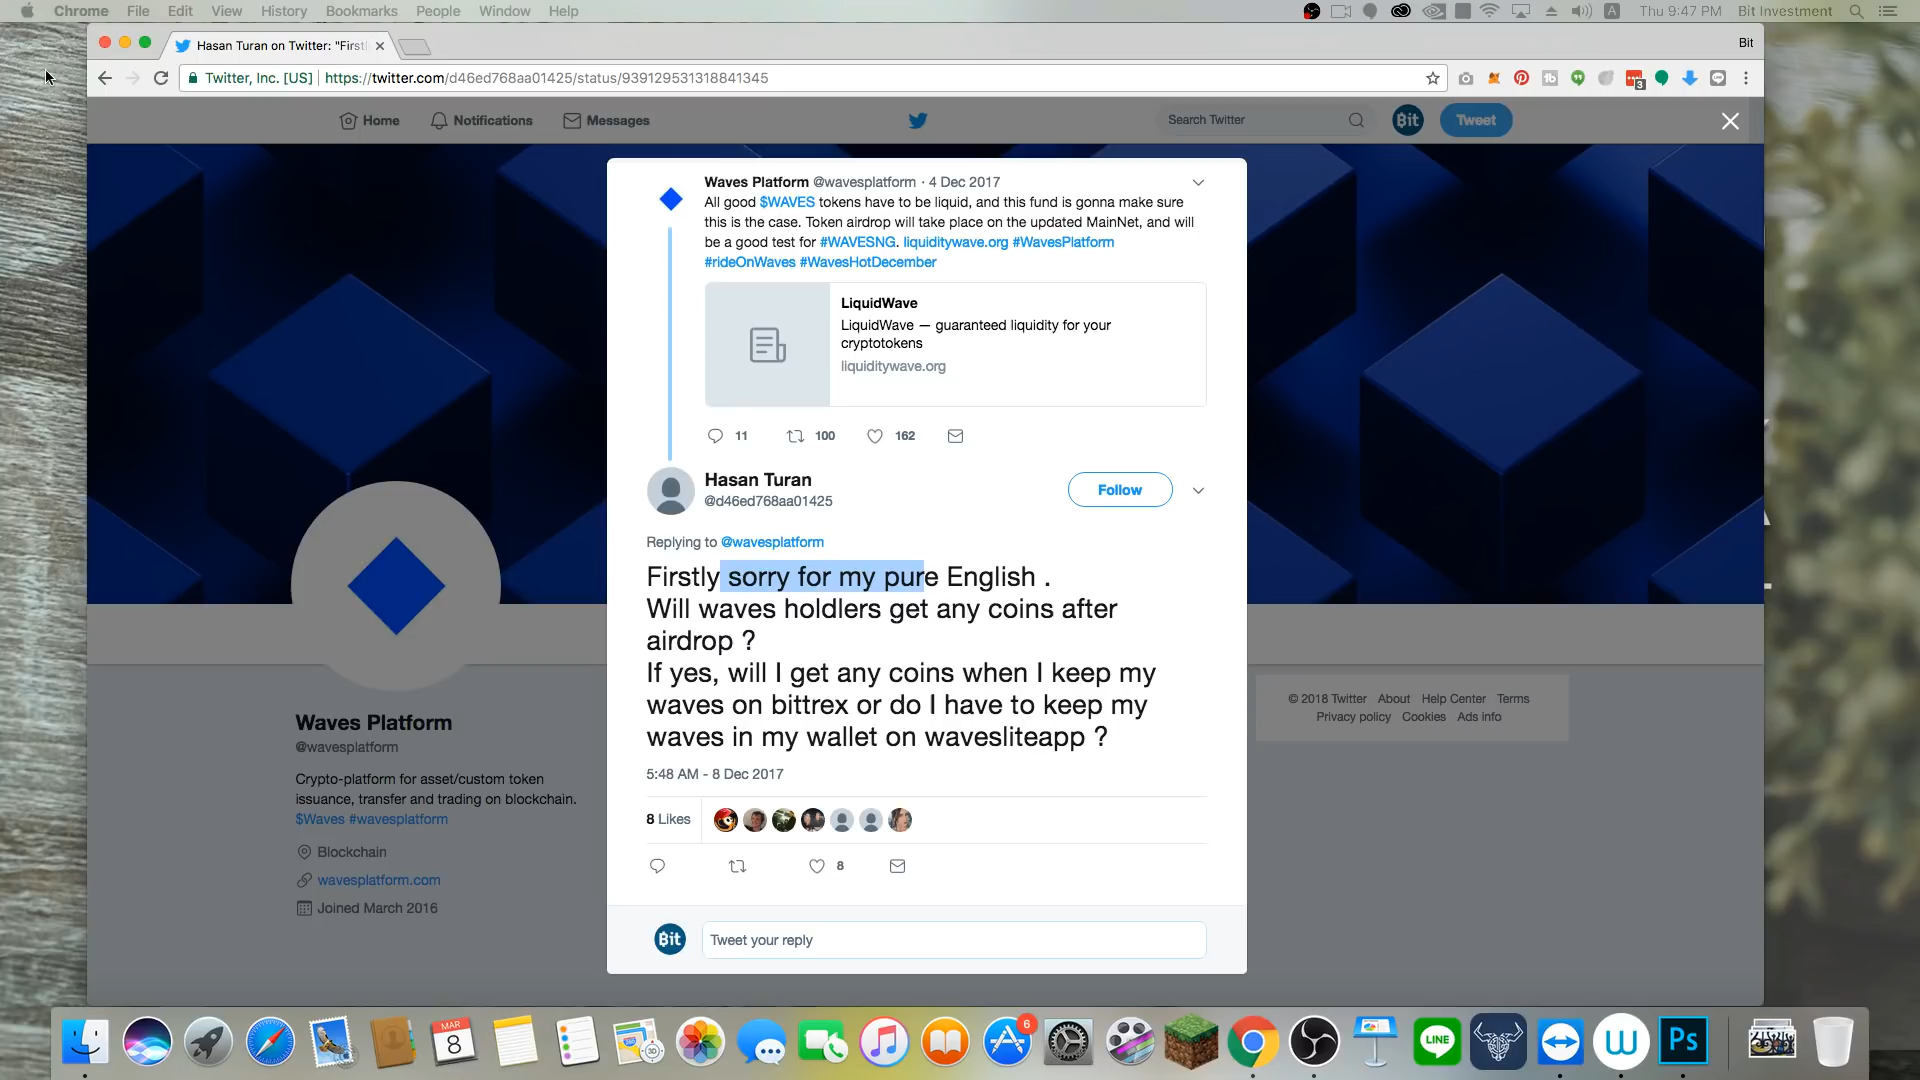 Chrome File Edit View History Bookmarks People Window Help
Thu 9:47 PM Bit Investment
Hasan Turan on Twitter: "Firstl
Bit
Twitter, Inc. [US] https://twitter.com/d46ed768aa01425/status/939129531318841345
3
Home Notifications Messages
Search Twitter
Bit
Tweet
Waves Platform @wavesplatform · 4 Dec 2017
All good $WAVES tokens have to be liquid, and this fund is gonna make sure
this is the case. Token airdrop will take place on the updated MainNet, and will
be a good test for #WAVESNG. liquiditywave.org #WavesPlatform
#rideOnWaves #WavesHotDecember
LiquidWave
LiquidWave — guaranteed liquidity for your
cryptotokens
liquiditywave.org
11 100 162
Hasan Turan
@d46ed768aa01425
Follow
Replying to @wavesplatform
Firstly sorry for my pure English .
Will waves holdlers get any coins after
airdrop ?
If yes, will I get any coins when I keep my
waves on bittrex or do I have to keep my
waves in my wallet on wavesliteapp ?
5:48 AM - 8 Dec 2017
8 Likes
8
Bit
Tweet your reply
Waves Platform
@wavesplatform
Crypto-platform for asset/custom token
issuance, transfer and trading on blockchain.
$Waves #wavesplatform
Blockchain
wavesplatform.com
Joined March 2016
© 2018 Twitter About Help Center Terms
Privacy policy Cookies Ads info
MAR
8
6
LINE
W
Ps